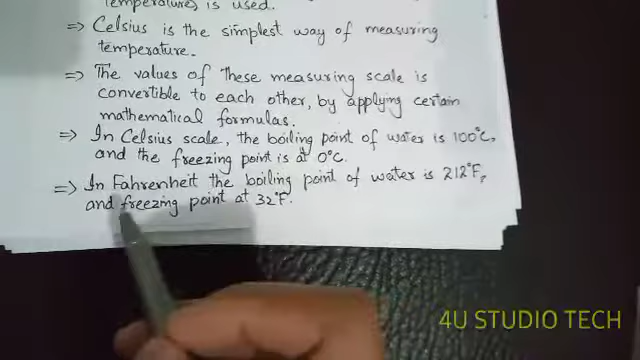 temperature) is used.
⇒ Celsius is the simplest way of measuring
temperature.
⇒ The values of these measuring scale is
convertible to each other, by applying certain
mathematical formulas.
⇒ In Celsius scale, the boiling point of water is 100°C,
and the freezing point is at 0°C.
⇒ In Fahrenheit the boiling point of water is 212°F,
and freezing point at 32°F.
4U STUDIO TECH